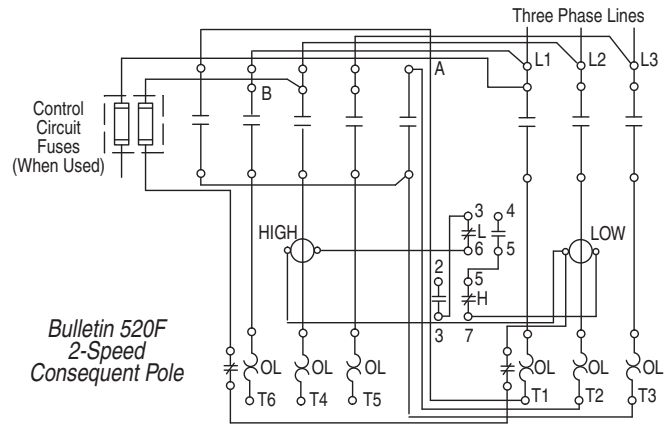 Three Phase Lines
L1
L2
L3
A
B
Control
Circuit
Fuses
(When Used)
3
4
L
HIGH
LOW
6
5
2
5
H
3
7
Bulletin 520F
2-Speed
Consequent Pole
OL
OL
OL
OL
OL
OL
T6
T4
T5
T1
T2
T3